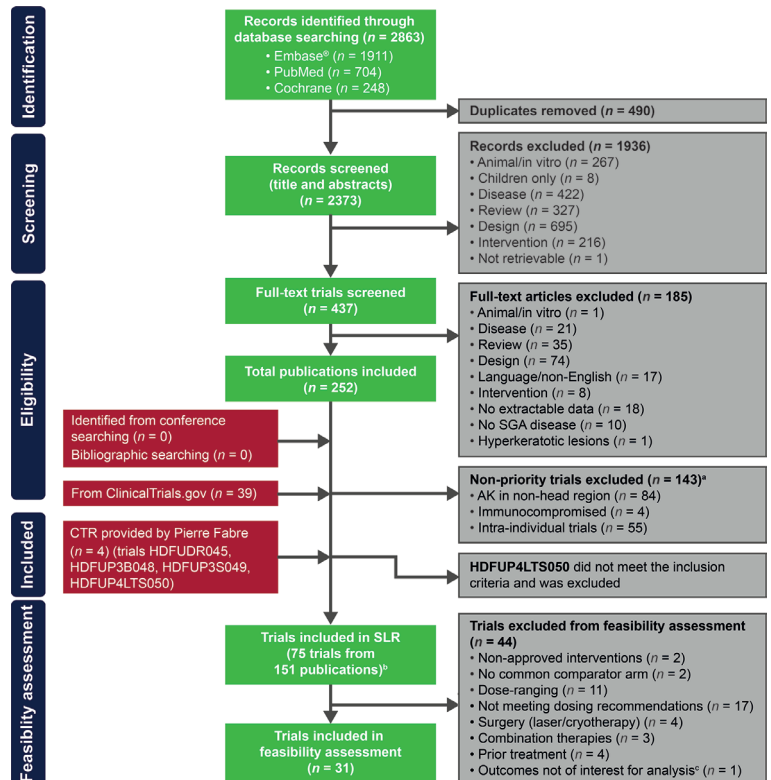 Identification
Records identified through
database searching (n = 2863)
• Embase® (n = 1911)
• PubMed (n = 704)
• Cochrane (n = 248)
Duplicates removed (n = 490)
Screening
Records screened
(title and abstracts)
(n = 2373)
Records excluded (n = 1936)
• Animal/in vitro (n = 267)
• Children only (n = 8)
• Disease (n = 422)
• Review (n = 327)
• Design (n = 695)
• Intervention (n = 216)
• Not retrievable (n = 1)
Eligibility
Full-text trials screened
(n = 437)
Full-text articles excluded (n = 185)
• Animal/in vitro (n = 1)
• Disease (n = 21)
• Review (n = 35)
• Design (n = 74)
• Language/non-English (n = 17)
• Intervention (n = 8)
• No extractable data (n = 18)
• No SGA disease (n = 10)
• Hyperkeratotic lesions (n = 1)
Total publications included
(n = 252)
Identified from conference
searching (n = 0)
Bibliographic searching (n = 0)
From ClinicalTrials.gov (n = 39)
Non-priority trials excluded (n = 143)ᵃ
• AK in non-head region (n = 84)
• Immunocompromised (n = 4)
• Intra-individual trials (n = 55)
Included
CTR provided by Pierre Fabre
(n = 4) (trials HDFUDR045,
HDFUP3B048, HDFUP3S049,
HDFUP4LTS050)
HDFUP4LTS050 did not meet the inclusion
criteria and was excluded
Feasiblity assessment
Trials included in SLR
(75 trials from
151 publications)ᵇ
Trials excluded from feasibility assessment
(n = 44)
• Non-approved interventions (n = 2)
• No common comparator arm (n = 2)
• Dose-ranging (n = 11)
• Not meeting dosing recommendations (n = 17)
• Surgery (laser/cryotherapy) (n = 4)
• Combination therapies (n = 3)
• Prior treatment (n = 4)
• Outcomes not of interest for analysisᶜ (n = 1)
Trials included in
feasibility assessment
(n = 31)